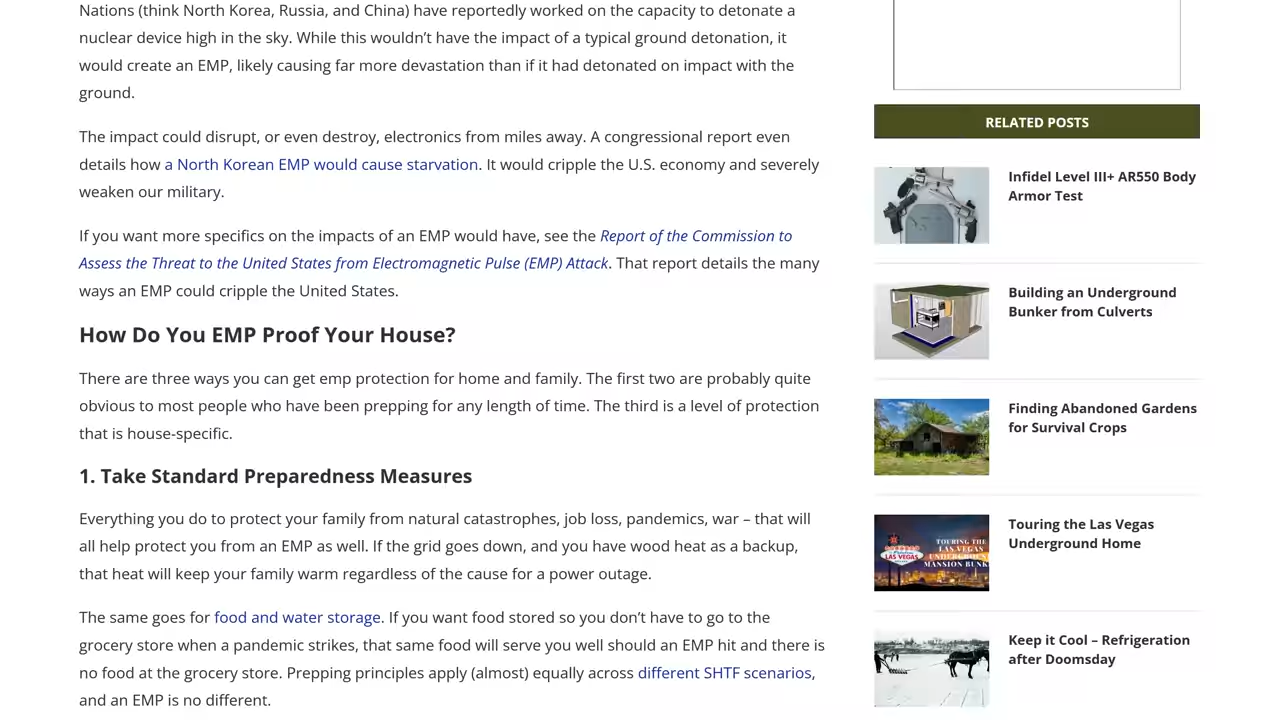 Nations (think North Korea, Russia, and China) have reportedly worked on the capacity to detonate a
nuclear device high in the sky. While this wouldn’t have the impact of a typical ground detonation, it
would create an EMP, likely causing far more devastation than if it had detonated on impact with the
ground.
The impact could disrupt, or even destroy, electronics from miles away. A congressional report even
details how a North Korean EMP would cause starvation. It would cripple the U.S. economy and severely
weaken our military.
If you want more specifics on the impacts of an EMP would have, see the Report of the Commission to
Assess the Threat to the United States from Electromagnetic Pulse (EMP) Attack. That report details the many
ways an EMP could cripple the United States.
How Do You EMP Proof Your House?
There are three ways you can get emp protection for home and family. The first two are probably quite
obvious to most people who have been prepping for any length of time. The third is a level of protection
that is house-specific.
1. Take Standard Preparedness Measures
Everything you do to protect your family from natural catastrophes, job loss, pandemics, war – that will
all help protect you from an EMP as well. If the grid goes down, and you have wood heat as a backup,
that heat will keep your family warm regardless of the cause for a power outage.
The same goes for food and water storage. If you want food stored so you don’t have to go to the
grocery store when a pandemic strikes, that same food will serve you well should an EMP hit and there is
no food at the grocery store. Prepping principles apply (almost) equally across different SHTF scenarios,
and an EMP is no different.
RELATED POSTS
Infidel Level III+ AR550 Body
Armor Test
Building an Underground
Bunker from Culverts
Finding Abandoned Gardens
for Survival Crops
TOURING THE
LAS VEGAS
UNDERGROUND
MANSION BUNK
LAS VEGAS
Touring the Las Vegas
Underground Home
Keep it Cool – Refrigeration
after Doomsday